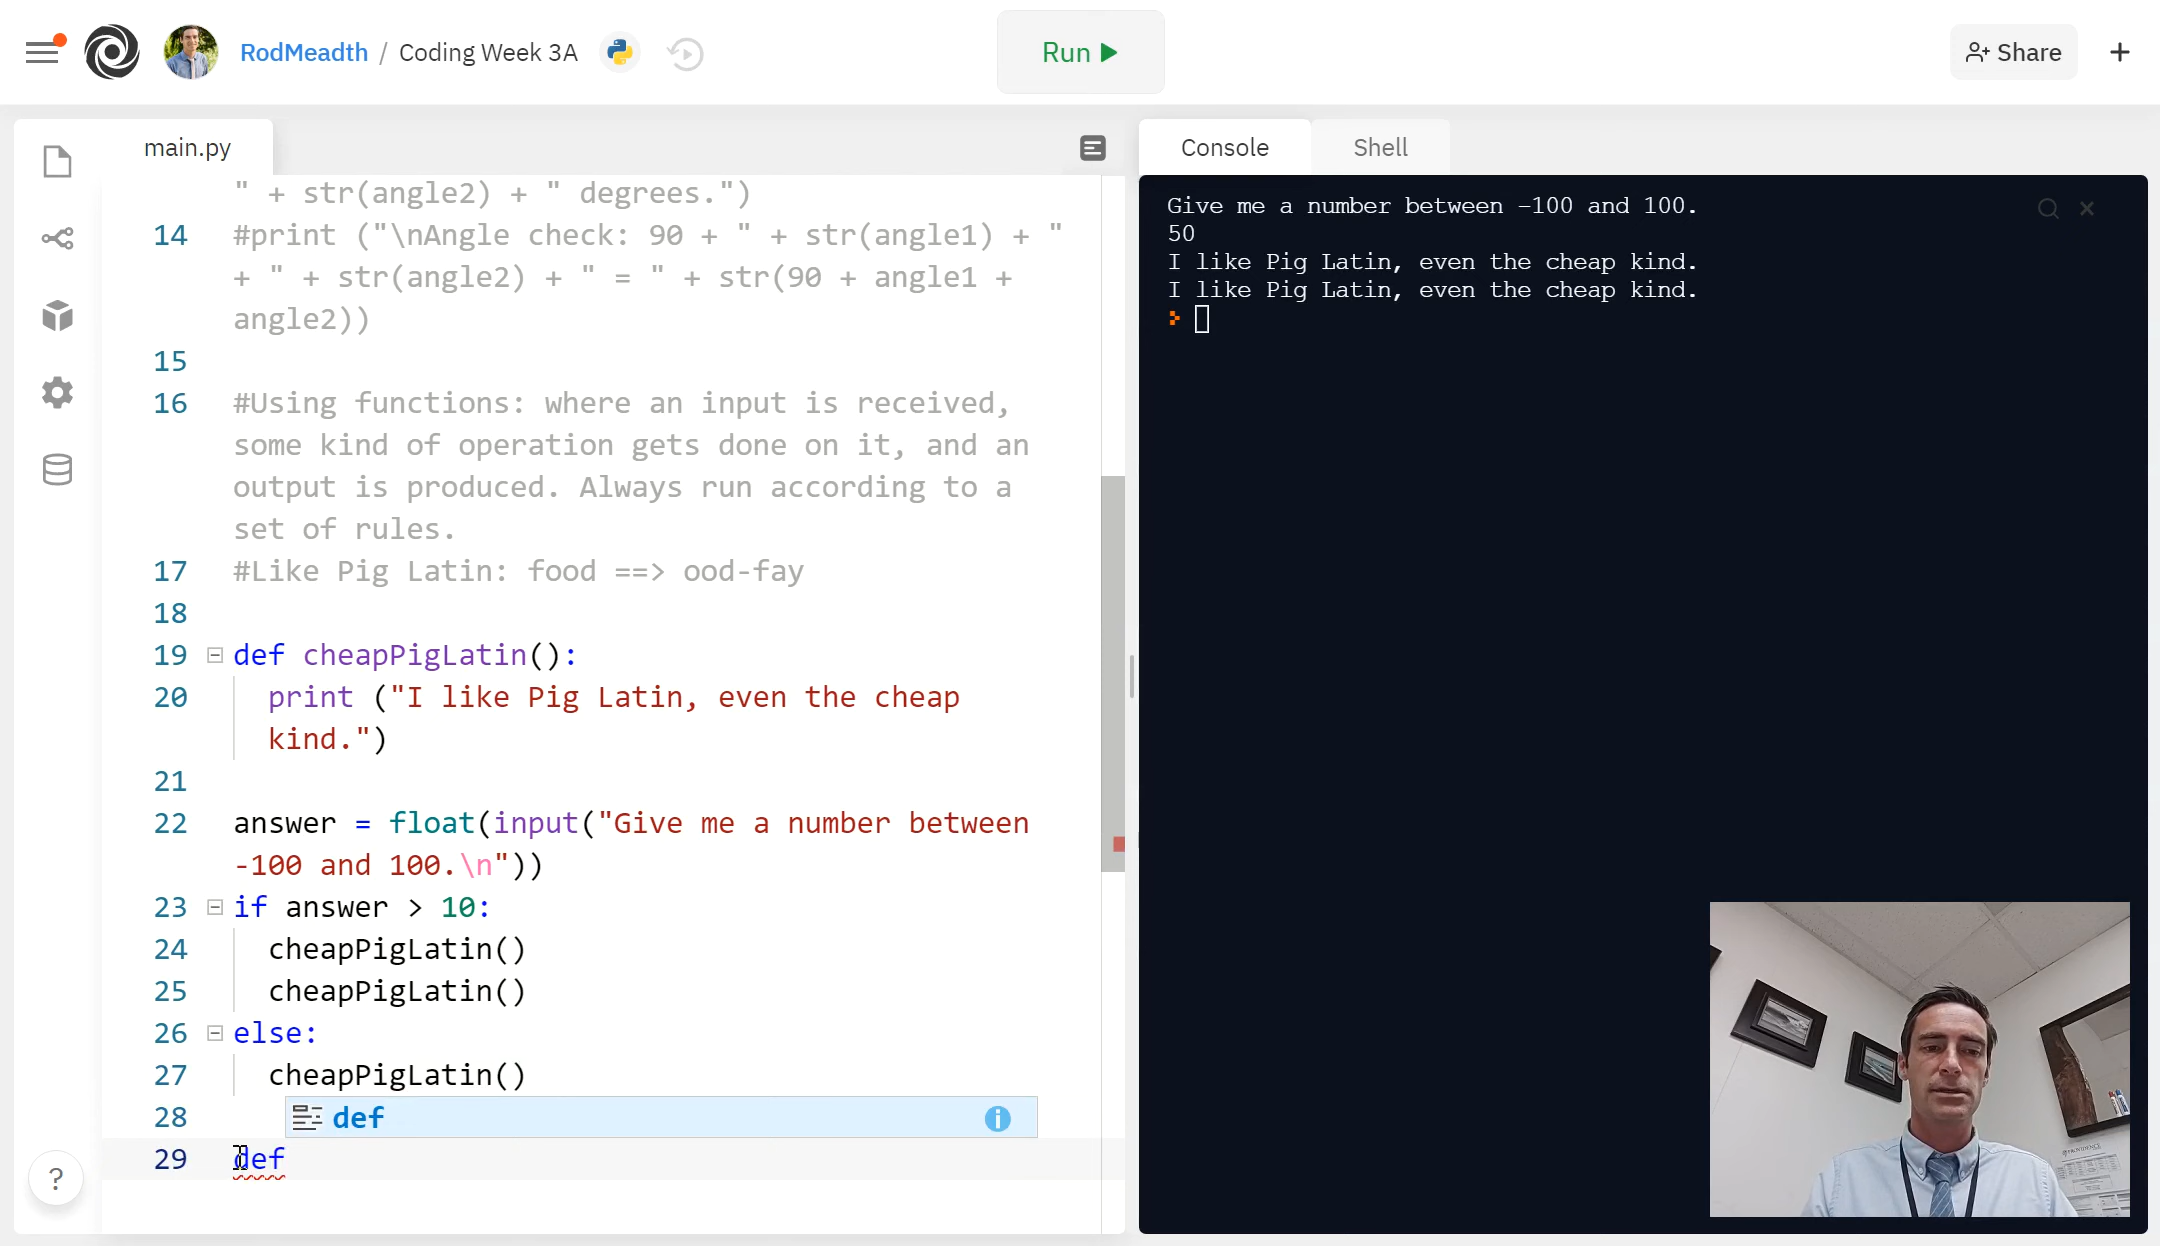 RodMeadth / Coding Week 3A
Run
Share
main.py
Console
Shell
" + str(angle2) + " degrees.")
14 #print ("\nAngle check: 90 + " + str(angle1) + "
+ " + str(angle2) + " = " + str(90 + angle1 +
angle2))
15
16 #Using functions: where an input is received,
some kind of operation gets done on it, and an
output is produced. Always run according to a
set of rules.
17 #Like Pig Latin: food ==> ood-fay
18
19 def cheapPigLatin():
20 print ("I like Pig Latin, even the cheap
kind.")
21
22 answer = float(input("Give me a number between
-100 and 100.\n"))
23 if answer > 10:
24 cheapPigLatin()
25 cheapPigLatin()
26 else:
27 cheapPigLatin()
28
def
29 def
?
Give me a number between -100 and 100.
50
I like Pig Latin, even the cheap kind.
I like Pig Latin, even the cheap kind.
PROVIDENCE